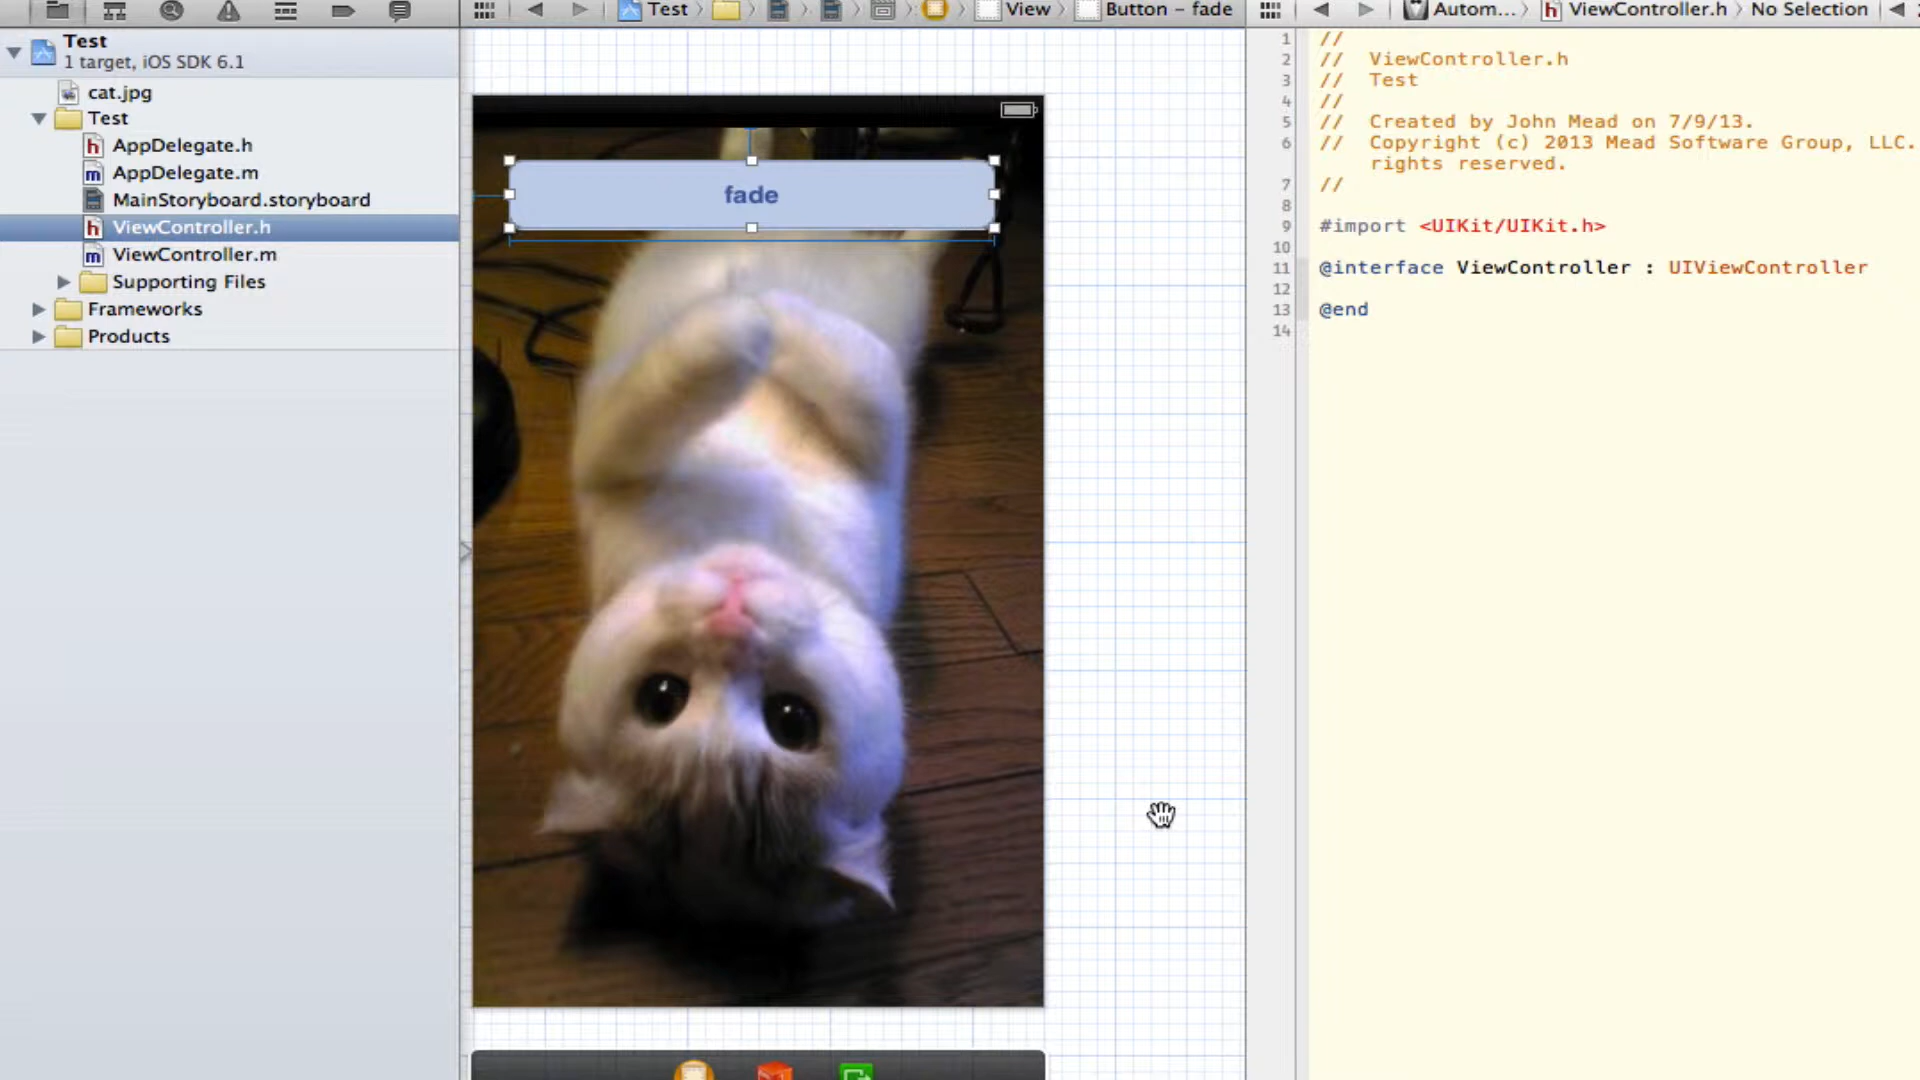 Test
View
Button – fade
Autom...
ViewController.h
No Selection
Test
1 target, iOS SDK 6.1
cat.jpg
Test
AppDelegate.h
AppDelegate.m
MainStoryboard.storyboard
ViewController.h
ViewController.m
Supporting Files
Frameworks
Products
fade
1 //
2 // ViewController.h
3 // Test
4 //
5 // Created by John Mead on 7/9/13.
6 // Copyright (c) 2013 Mead Software Group, LLC.
rights reserved.
7 //
8
9 #import <UIKit/UIKit.h>
10
11 @interface ViewController : UIViewController
12
13 @end
14